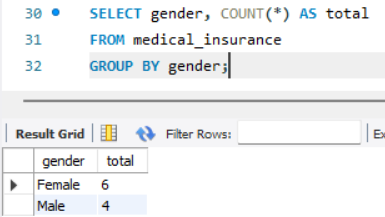 30 SELECT gender, COUNT(*) AS total
31 FROM medical_insurance
32 GROUP BY gender;
Result Grid Filter Rows: Ex
gender total
Female 6
Male 4